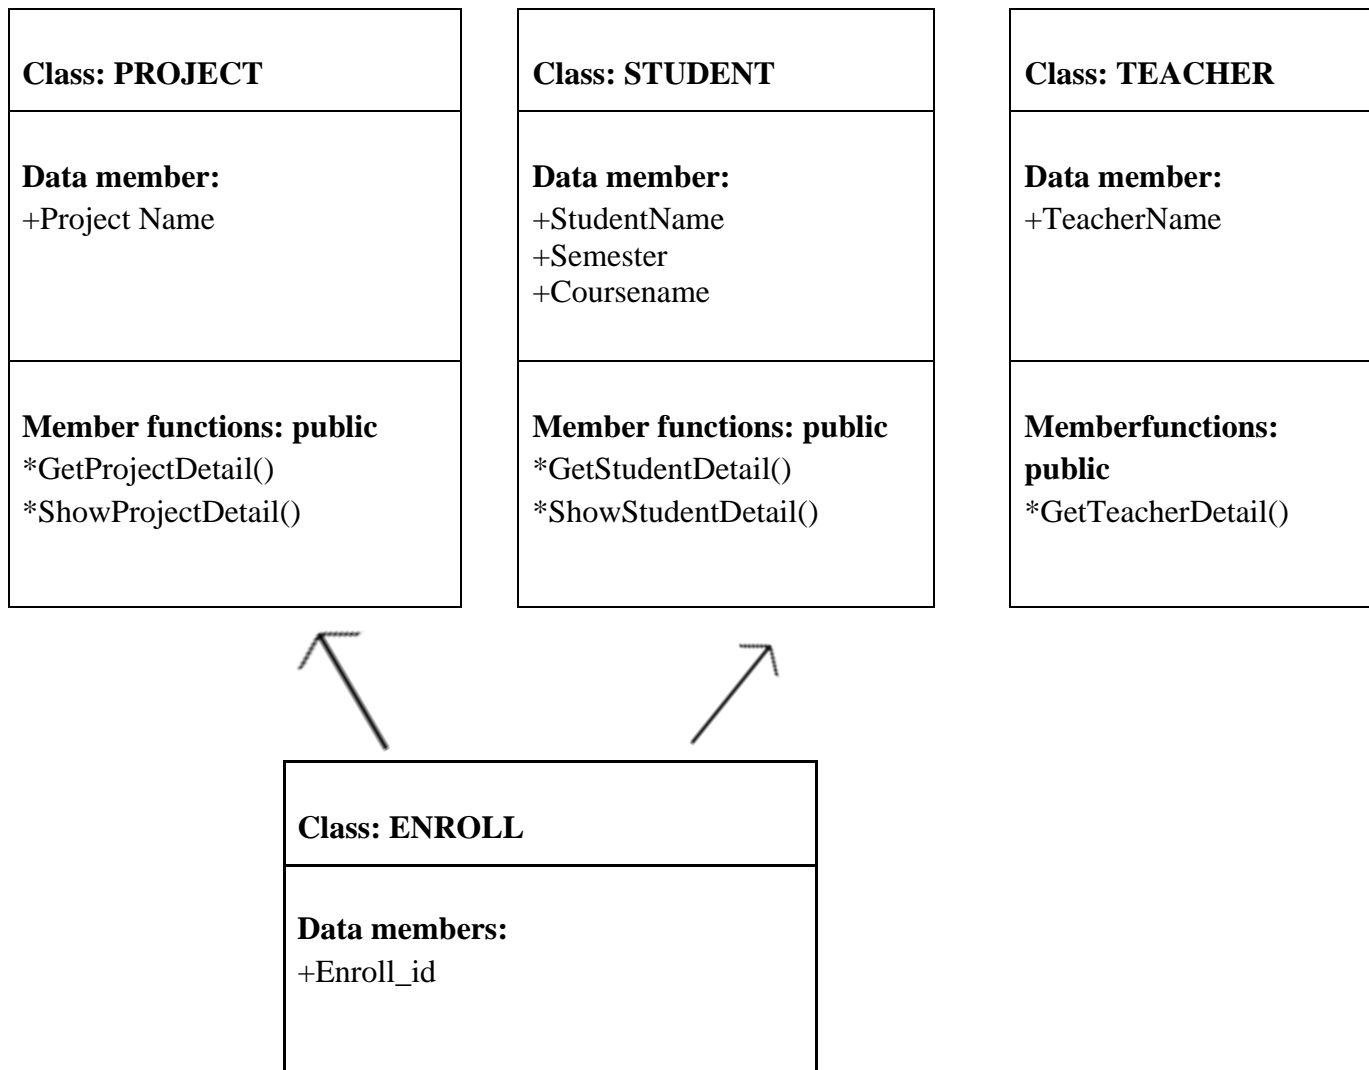 Class: PROJECT
Data member:
+Project Name
Member functions: public
*GetProjectDetail()
*ShowProjectDetail()
Class: STUDENT
Data member:
+StudentName
+Semester
+Coursename
Member functions: public
*GetStudentDetail()
*ShowStudentDetail()
Class: TEACHER
Data member:
+TeacherName
Memberfunctions:
public
*GetTeacherDetail()
Class: ENROLL
Data members:
+Enroll_id